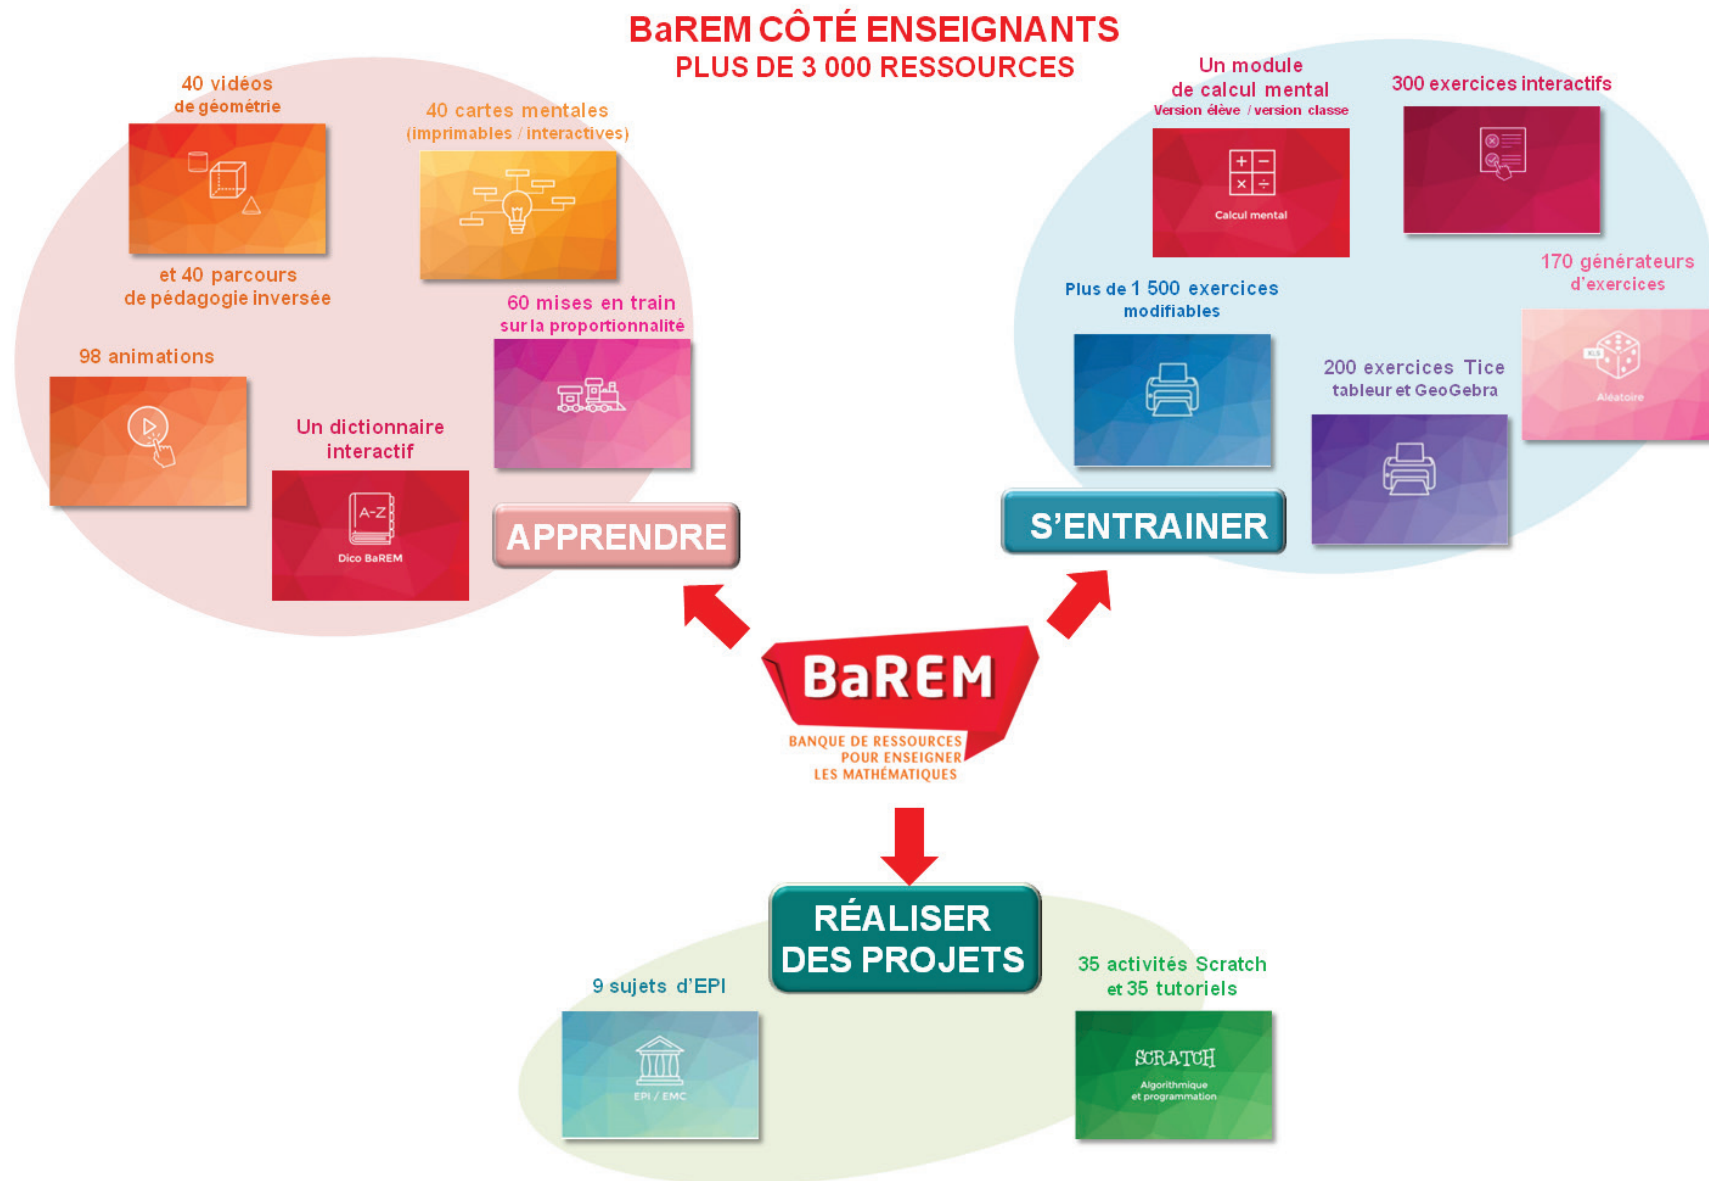 BaREM CÔTÉ ENSEIGNANTS
PLUS DE 3 000 RESSOURCES
40 vidéos
de géométrie
et 40 parcours
de pédagogie inversée
40 cartes mentales
(imprimables / interactives)
60 mises en train
sur la proportionnalité
98 animations
Un dictionnaire
interactif
A-Z
Dico BaREM
APPRENDRE
Un module
de calcul mental
Version élève / version classe
Calcul mental
300 exercices interactifs
Plus de 1 500 exercices
modifiables
170 générateurs
d'exercices
XLS
Aléatoire
200 exercices Tice
tableur et GeoGebra
S'ENTRAINER
BaREM
BANQUE DE RESSOURCES
POUR ENSEIGNER
LES MATHÉMATIQUES
RÉALISER
DES PROJETS
9 sujets d'EPI
EPI / EMC
35 activités Scratch
et 35 tutoriels
SCRATCH
Algorithmique
et programmation